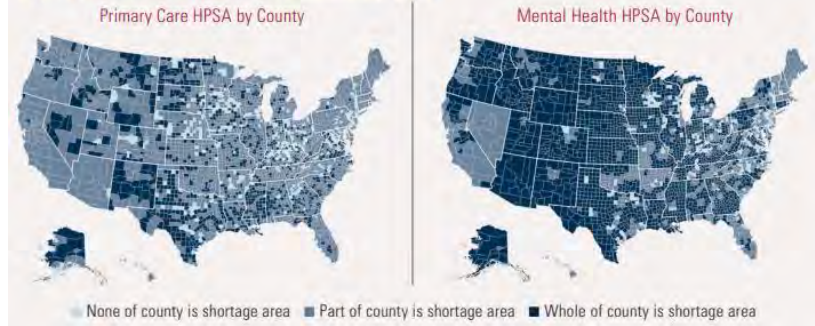 Primary Care HPSA by County
Mental Health HPSA by County
None of county is shortage area
Part of county is shortage area
Whole of county is shortage area